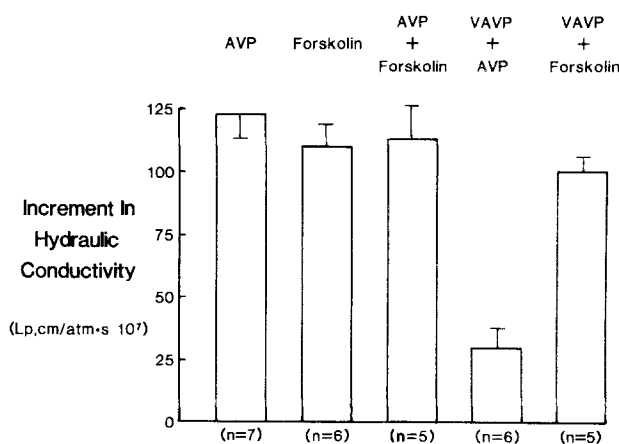 AVP
Forskolin
AVP
+
Forskolin
VAVP
+
AVP
VAVP
+
Forskolin
125
100
75
50
25
0
Increment In
Hydraulic
Conductivity
(Lp,cm/atm·s 10⁷)
(n=7)
(n=6)
(n=5)
(n=6)
(n=5)